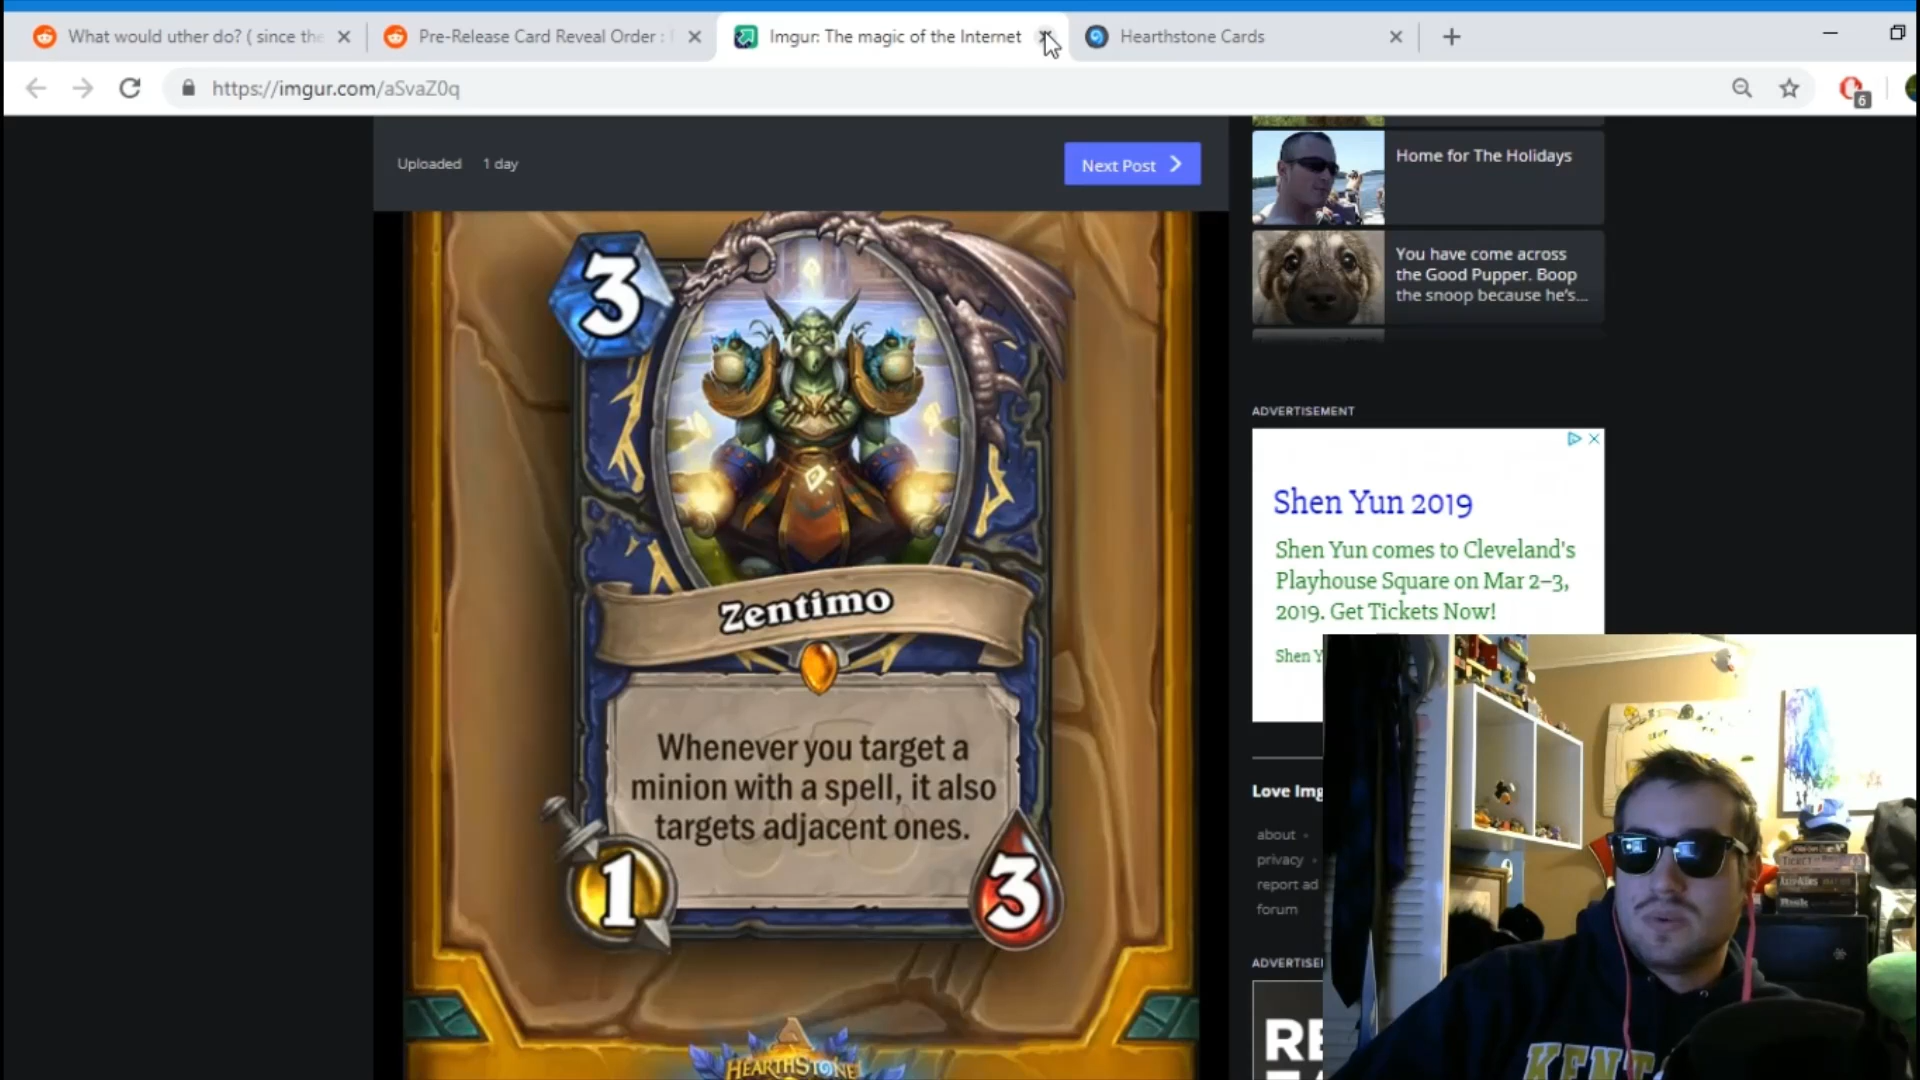 What would uther do? ( since the
Pre-Release Card Reveal Order :
Imgur: The magic of the Internet
Hearthstone Cards
https://imgur.com/aSvaZ0q
6
Uploaded 1 day
Next Post
Home for The Holidays
You have come across
the Good Pupper. Boop
the snoop because he's...
3
Zentimo
Whenever you target a
minion with a spell, it also
targets adjacent ones.
1
3
HEARTHSTONE
ADVERTISEMENT
Shen Yun 2019
Shen Yun comes to Cleveland's
Playhouse Square on Mar 2–3,
2019. Get Tickets Now!
Shen Y
Love Img
about
privacy
report ad
forum
ADVERTISE
RE
Risk
KENT